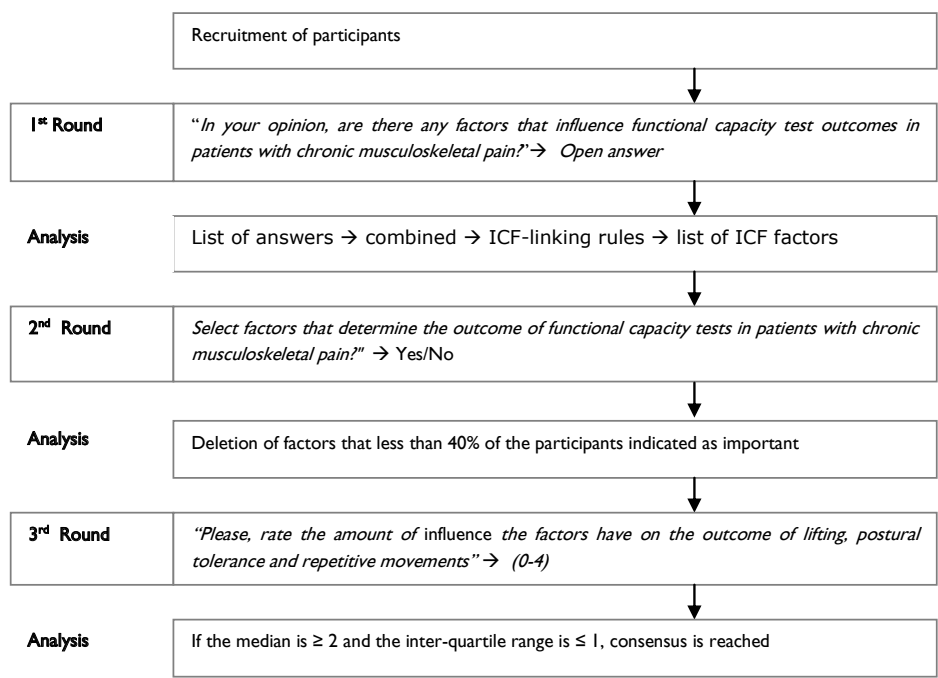 Recruitment of participants
1st Round
“In your opinion, are there any factors that influence functional capacity test outcomes in
patients with chronic musculoskeletal pain?”→ Open answer
Analysis
List of answers → combined → ICF-linking rules → list of ICF factors
2nd Round
Select factors that determine the outcome of functional capacity tests in patients with chronic
musculoskeletal pain?" → Yes/No
Analysis
Deletion of factors that less than 40% of the participants indicated as important
3rd Round
“Please, rate the amount of influence the factors have on the outcome of lifting, postural
tolerance and repetitive movements” → (0-4)
Analysis
If the median is ≥ 2 and the inter-quartile range is ≤ 1, consensus is reached